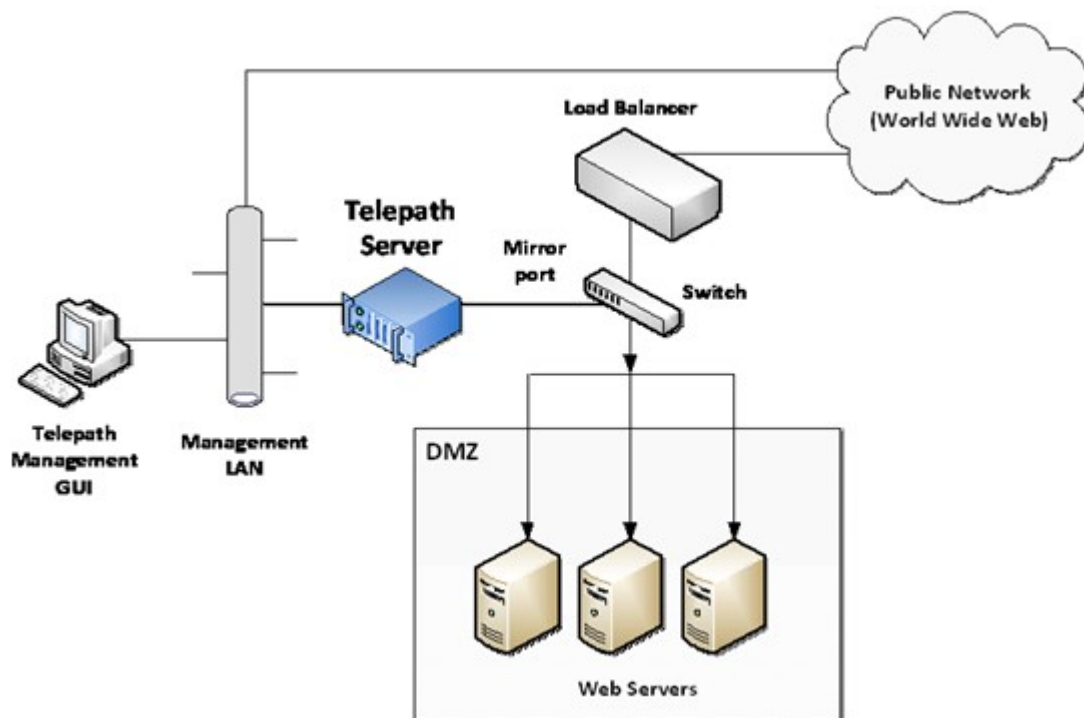 Public Network
(World Wide Web)
Load Balancer
Telepath
Server
Mirror
port
Switch
Telepath
Management
GUI
Management
LAN
DMZ
Web Servers